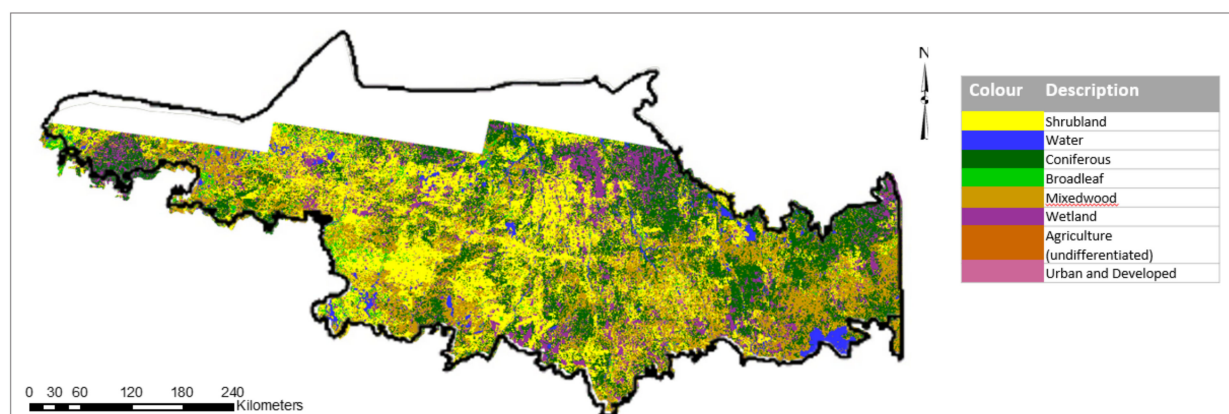 N
Colour Description
Shrubland
Water
Coniferous
Broadleaf
Mixedwood
Wetland
Agriculture
(undifferentiated)
Urban and Developed
0 30 60 120 180 240
Kilometers